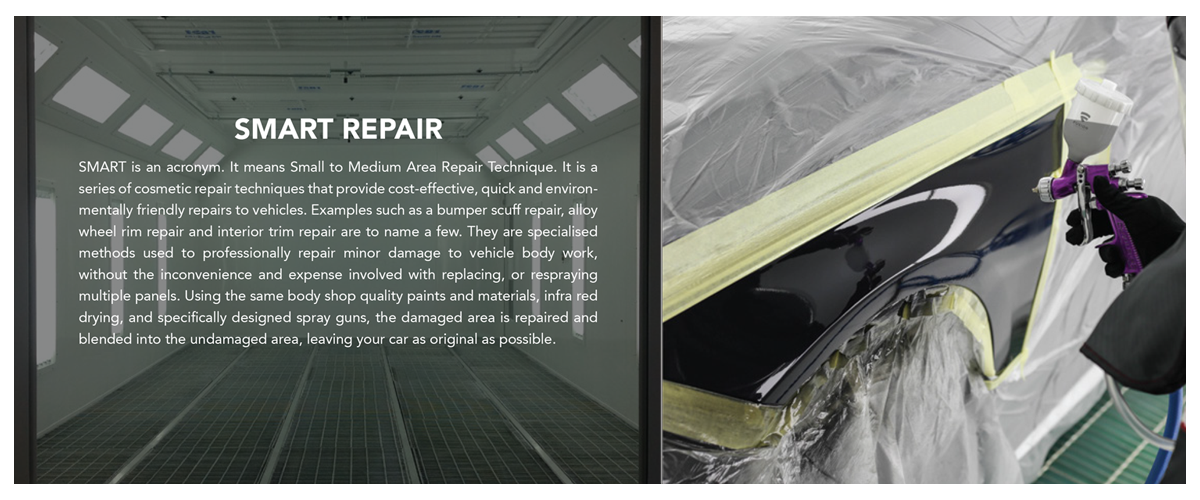 SMART REPAIR
SMART is an acronym. It means Small to Medium Area Repair Technique. It is a
series of cosmetic repair techniques that provide cost-effective, quick and environ-
mentally friendly repairs to vehicles. Examples such as a bumper scuff repair, alloy
wheel rim repair and interior trim repair are to name a few. They are specialised
methods used to professionally repair minor damage to vehicle body work,
without the inconvenience and expense involved with replacing, or respraying
multiple panels. Using the same body shop quality paints and materials, infra red
drying, and specifically designed spray guns, the damaged area is repaired and
blended into the undamaged area, leaving your car as original as possible.